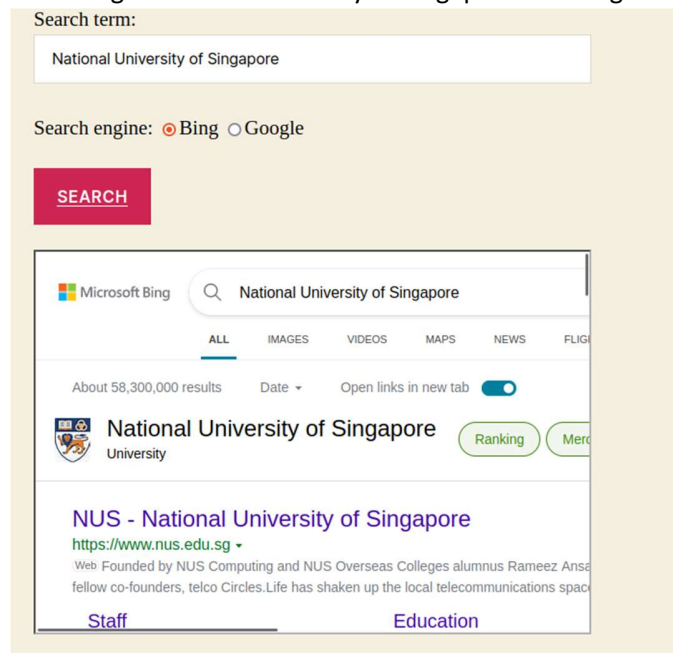 Search term:
National University of Singapore
Search engine: Bing Google
SEARCH
Microsoft Bing National University of Singapore
ALL IMAGES VIDEOS MAPS NEWS
About 58,300,000 results Date Open links in new tab
National University of Singapore
University
Ranking
NUS - National University of Singapore
https://www.nus.edu.sg
Web Founded by NUS Computing and NUS Overseas Colleges alumnus Rameez
fellow co-founders, telco Circles.Life has shaken up the local telecommunications
Staff Education